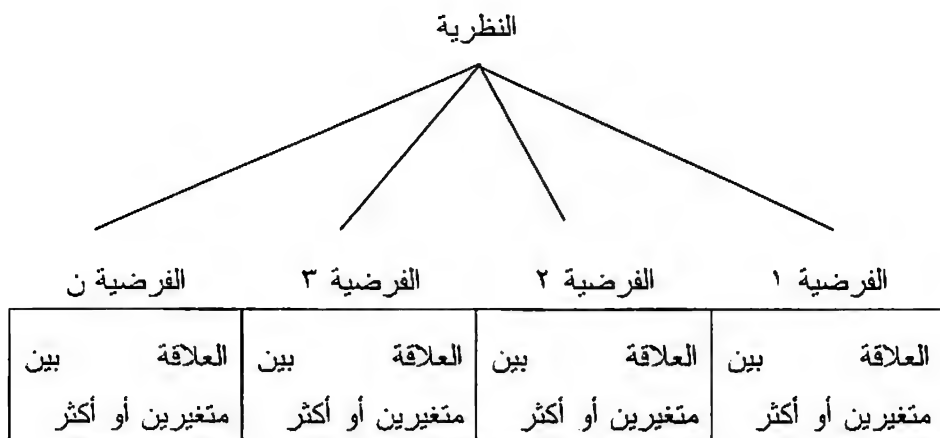 النظرية
الفرضية ١ الفرضية ٢ الفرضية ٣ الفرضية ن
العلاقة بين العلاقة بين العلاقة بين العلاقة بين
متغيرين أو أكثر متغيرين أو أكثر متغيرين أو أكثر متغيرين أو أكثر